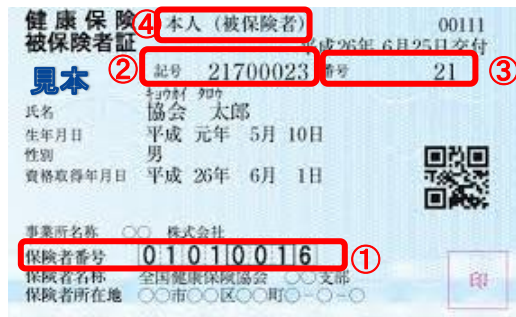 健康保険 ④ 本人（被保険者） 00111
被保険者証 平成26年 6月25日交付
見本 ② 記号 21700023 番号 21 ③
ｷｮｳｶｲ ﾀﾛｳ
氏名 協会 太郎
生年月日 平成 元年 5月 10日
性別 男
資格取得年月日 平成 26年 6月 1日
事業所名称 ○○ 株式会社
保険者番号 01010016 ①
保険者名称 全国健康保険協会 ○○支部
保険者所在地 ○○市○○区○○町○－○－○
印